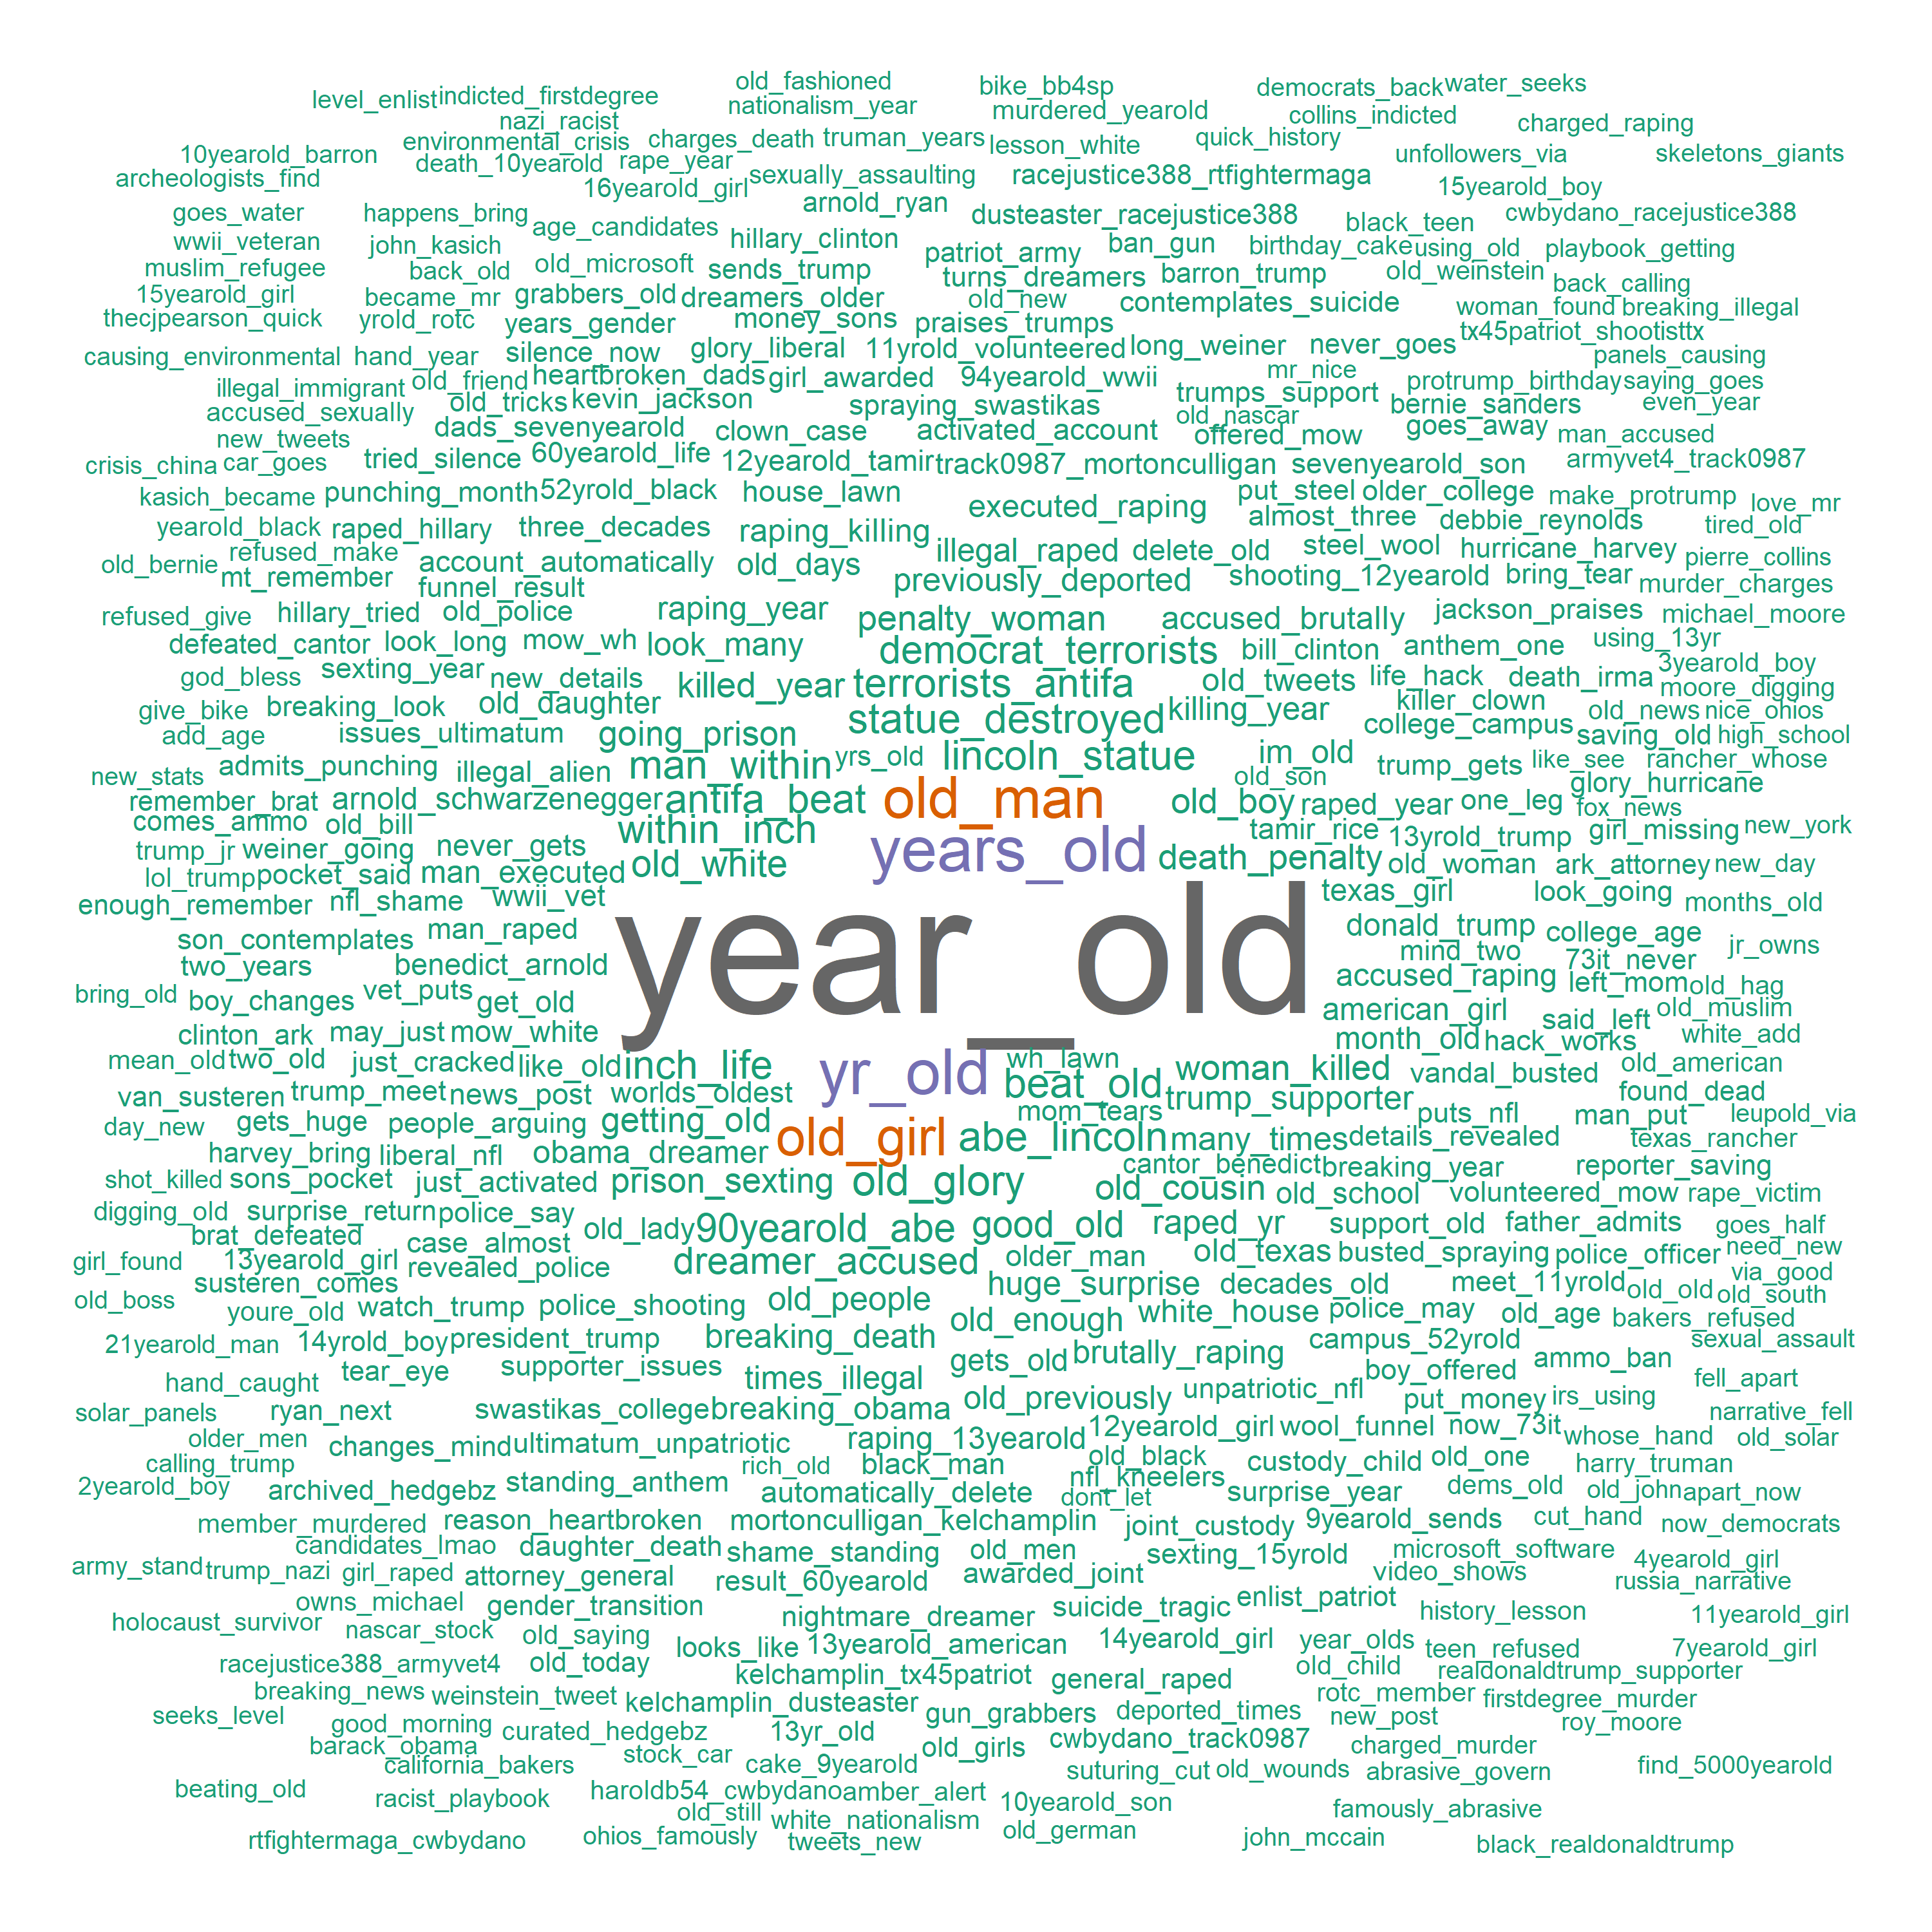 old_fashioned bike_bb4sp democrats_back water_seeks
level_enlist indicted_firstdegree nationalism_year murdered_yearold collins_indicted
nazi_racist charged_raping
environmental_crisis charges_death truman_years lesson_white quick_history
10yearold_barron death_10yearold rape_year unfollowers_via skeletons_giants
archeologists_find 16yearold_girl sexually_assaulting racejustice388_rtfightermaga 15yearold_boy
goes_water happens_bring age_candidates arnold_ryan dusteaster_racejustice388 black_teen cwbydano_racejustice388
wwii_veteran john_kasich hillary_clinton patriot_army ban_gun birthday_cake using_old playbook_getting
muslim_refugee back_old old_microsoft sends_trump turns_dreamers barron_trump old_weinstein back_calling
15yearold_girl became_mr grabbers_old dreamers_older old_new contemplates_suicide woman_found breaking_illegal
thecjpearson_quick yrold_rotc years_gender money_sons praises_trumps tx45patriot_shootisttx
causing_environmental hand_year silence_now glory_liberal 11yrold_volunteered long_weiner never_goes panels_causing
illegal_immigrant old_friend heartbroken_dads girl_awarded 94yearold_wwii mr_nice protrump_birthday saying_goes
accused_sexually old_tricks kevin_jackson spraying_swastikas trumps_support old_nascar bernie_sanders even_year
new_tweets dads_sevenyearold clown_case activated_account offered_mow goes_away man_accused
crisis_china car_goes tried_silence 60yearold_life 12yearold_tamir track0987_mortonculligan sevenyearold_son armyvet4_track0987
kasich_became punching_month 52yrold_black house_lawn executed_raping put_steel older_college make_protrump love_mr
yearold_black raped_hillary three_decades raping_killing almost_three debbie_reynolds tired_old
old_bernie refused_make account_automatically old_days illegal_raped delete_old steel_wool hurricane_harvey pierre_collins
mt_remember funnel_result previously_deported shooting_12yearold bring_tear murder_charges
refused_give hillary_tried old_police raping_year penalty_woman accused_brutally jackson_praises michael_moore
defeated_cantor look_long mow_wh look_many democrat_terrorists bill_clinton anthem_one using_13yr
god_bless sexting_year new_details killed_year terrorists_antifa old_tweets life_hack death_irma 3yearold_boy moore_digging
give_bike breaking_look old_daughter statue_destroyed killing_year killer_clown college_campus old_news nice_ohios
add_age issues_ultimatum going_prison yrs_old lincoln_statue im_old saving_old high_school
new_stats admits_punching illegal_alien man_within old_son trump_gets like_see rancher_whose glory_hurricane
remember_brat arnold_schwarzenegger antifa_beat old_man old_boy raped_year one_leg fox_news
comes_ammo old_bill within_inch tamir_rice 13yrold_trump girl_missing new_york
trump_jr weiner_going never_gets old_white years_old death_penalty old_woman ark_attorney new_day
lol_trump pocket_said man_executed wwii_vet texas_girl look_going
enough_remember nfl_shame months_old
son_contemplates man_raped year_old donald_trump college_age jr_owns
two_years benedict_arnold mind_two 73it_never
bring_old boy_changes vet_puts get_old accused_raping left_mom old_hag
clinton_ark may_just mow_white american_girl said_left old_muslim
mean_old two_old just_cracked like_old inch_life wh_lawn month_old hack_works white_add
van_susteren trump_meet news_post worlds_oldest yr_old beat_old woman_killed vandal_busted old_american found_dead
day_new gets_huge people_arguing getting_old mom_tears trump_supporter puts_nfl man_put leupold_via
harvey_bring liberal_nfl obama_dreamer old_girl abe_lincoln many_times details_revealed texas_rancher
shot_killed sons_pocket just_activated prison_sexting old_glory cantor_benedict breaking_year reporter_saving
old_cousin old_school volunteered_mow rape_victim
digging_old surprise_return police_say old_lady 90yearold_abe good_old raped_yr support_old father_admits goes_half
brat_defeated case_almost
girl_found 13yearold_girl revealed_police dreamer_accused older_man old_texas busted_spraying police_officer need_new
susteren_comes huge_surprise decades_old meet_11yrold old_old via_good old_south
old_boss youre_old watch_trump police_shooting old_people old_enough white_house police_may old_age bakers_refused
21yearold_man 14yrold_boy president_trump breaking_death campus_52yrold sexual_assault
hand_caught tear_eye supporter_issues times_illegal gets_old brutally_raping boy_offered ammo_ban fell_apart
solar_panels ryan_next swastikas_college breaking_obama old_previously unpatriotic_nfl put_money irs_using narrative_fell
older_men changes_mind ultimatum_unpatriotic raping_13yearold 12yearold_girl wool_funnel now_73it whose_hand old_solar
calling_trump rich_old black_man old_black custody_child old_one harry_truman
2yearold_boy archived_hedgebz standing_anthem automatically_delete nfl_kneelers dont_let surprise_year dems_old old_john apart_now
member_murdered reason_heartbroken mortonculligan_kelchamplin joint_custody 9yearold_sends cut_hand now_democrats
candidates_lmao daughter_death shame_standing old_men sexting_15yrold microsoft_software 4yearold_girl
army_stand trump_nazi girl_raped attorney_general result_60yearold awarded_joint video_shows russia_narrative
holocaust_survivor owns_michael gender_transition nightmare_dreamer suicide_tragic enlist_patriot history_lesson 11yearold_girl
nascar_stock old_saying looks_like 13yearold_american 14yearold_girl year_olds teen_refused 7yearold_girl
racejustice388_armyvet4 old_today kelchamplin_tx45patriot general_raped old_child realdonaldtrump_supporter
breaking_news weinstein_tweet kelchamplin_dusteaster gun_grabbers deported_times rotc_member firstdegree_murder
seeks_level good_morning curated_hedgebz 13yr_old new_post roy_moore
barack_obama stock_car old_girls cwbydano_track0987 charged_murder
california_bakers cake_9yearold suturing_cut old_wounds abrasive_govern find_5000yearold
beating_old racist_playbook haroldb54_cwbydano amber_alert 10yearold_son famously_abrasive
old_still white_nationalism
rtfightermaga_cwbydano ohios_famously tweets_new old_german john_mccain black_realdonaldtrump